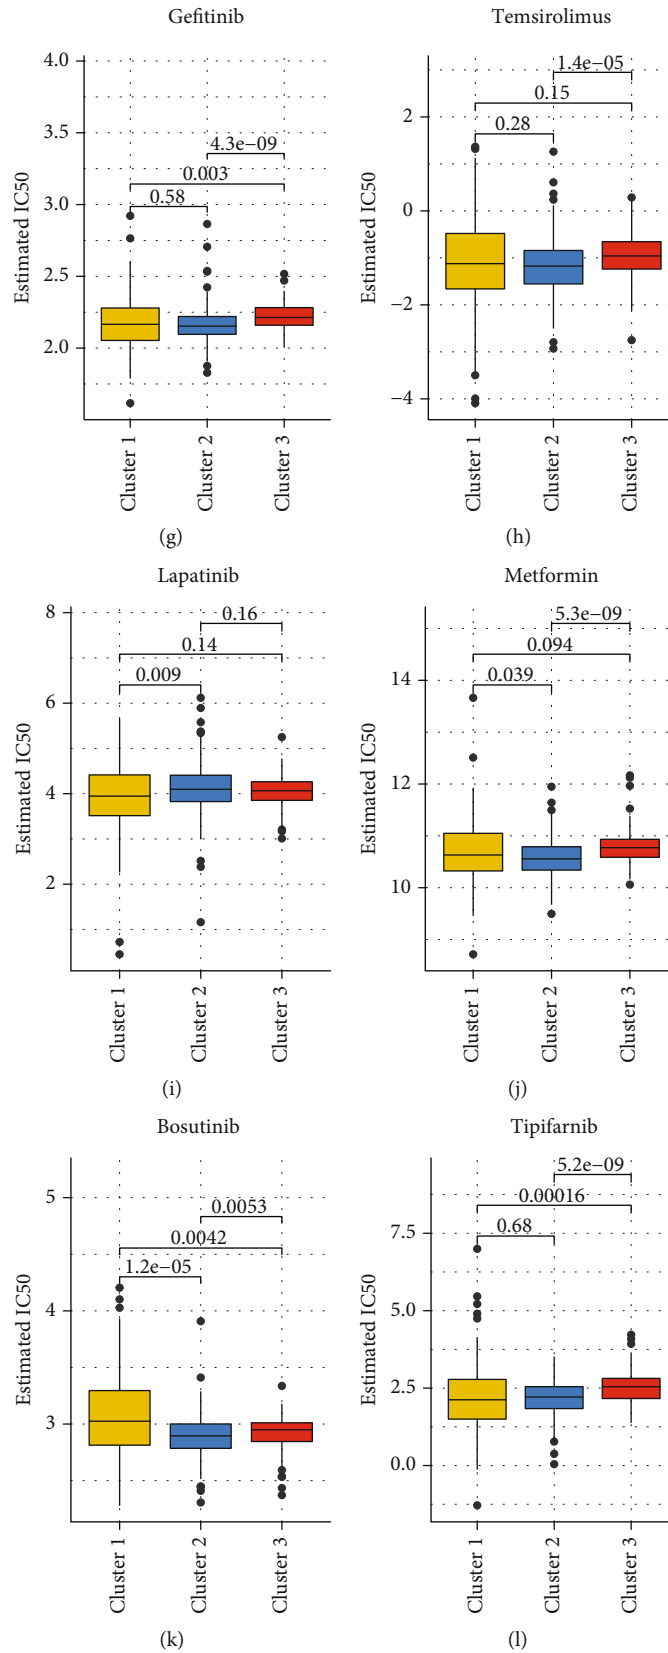 Gefitinib
Estimated IC50
4.0
3.5
3.0
2.5
2.0
4.3e−09
0.003
0.58
Cluster 1
Cluster 2
Cluster 3
(g)
Temsirolimus
Estimated IC50
2
0
−2
−4
1.4e−05
0.15
0.28
Cluster 1
Cluster 2
Cluster 3
(h)
Lapatinib
Estimated IC50
8
6
4
2
0.16
0.14
0.009
Cluster 1
Cluster 2
Cluster 3
(i)
Metformin
Estimated IC50
14
12
10
5.3e−09
0.094
0.039
Cluster 1
Cluster 2
Cluster 3
(j)
Bosutinib
Estimated IC50
5
4
3
0.0053
0.0042
1.2e−05
Cluster 1
Cluster 2
Cluster 3
(k)
Tipifarnib
Estimated IC50
7.5
5.0
2.5
0.0
5.2e−09
0.00016
0.68
Cluster 1
Cluster 2
Cluster 3
(l)